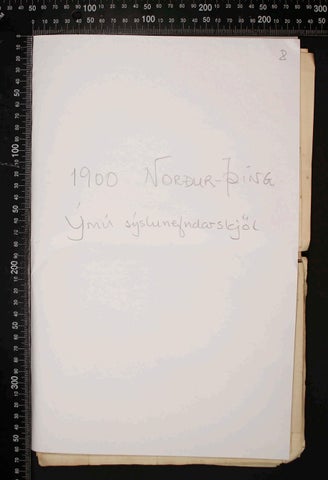 8
1900 NORÐUR-ÞING
Ýmis sýslunefndarskjöl